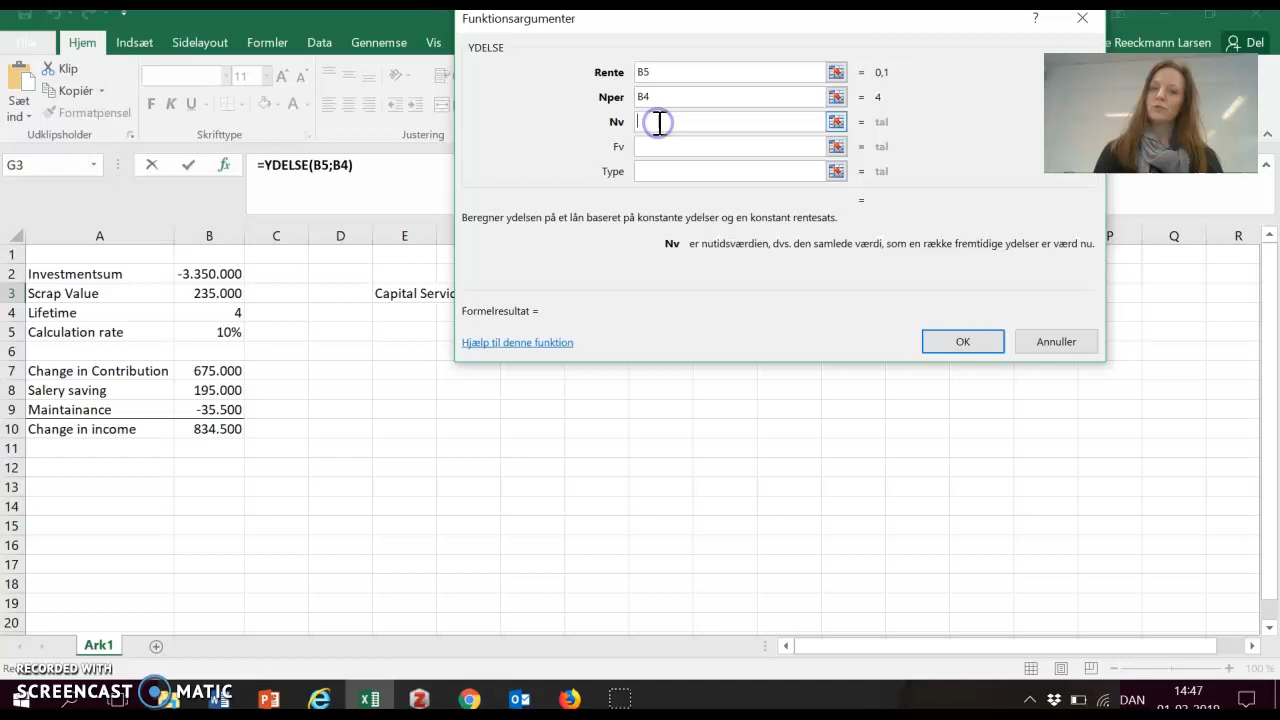 Funktionsargumenter ?
Hjem Indsæt Sidelayout Formler Data Gennemse Vis
e Reeckmann Larsen Del
YDELSE
Rente B5 = 0,1
Nper B4 = 4
Nv = tal
Fv = tal
Type = tal
=
Beregner ydelsen på et lån baseret på konstante ydelser og en konstant rentesats.
Nv er nutidsværdien, dvs. den samlede værdi, som en række fremtidige ydelser er værd nu.
Formelresultat =
Hjælp til denne funktion
OK Annuller
Sæt ind
Klip
Kopiér
Formatpensel
11 A A
F K U A
Udklipsholder Skrifttype Justering
G3 fx =YDELSE(B5;B4)
A B C D E P Q R
1
2 Investmentsum -3.350.000
3 Scrap Value 235.000 Capital Servic
4 Lifetime 4
5 Calculation rate 10%
6
7 Change in Contribution 675.000
8 Salery saving 195.000
9 Maintainance -35.500
10 Change in income 834.500
11
12
13
14
15
16
17
18
19
20
Ark1
100 %
RECORDED WITH
SCREENCAST MATIC
DAN 14:47